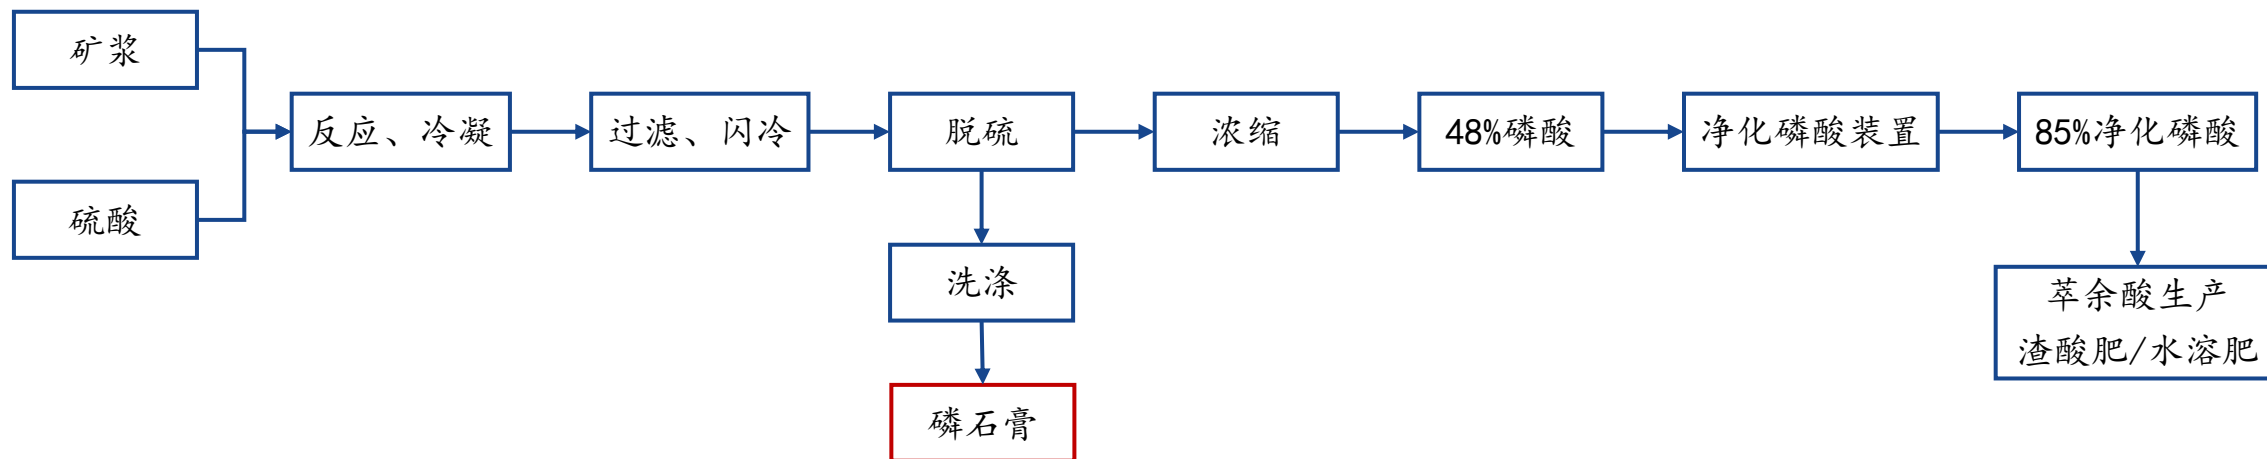 矿浆
硫酸
反应、冷凝
过滤、闪冷
脱硫
浓缩
48%磷酸
净化磷酸装置
85%净化磷酸
洗涤
磷石膏
萃余酸生产
渣酸肥/水溶肥